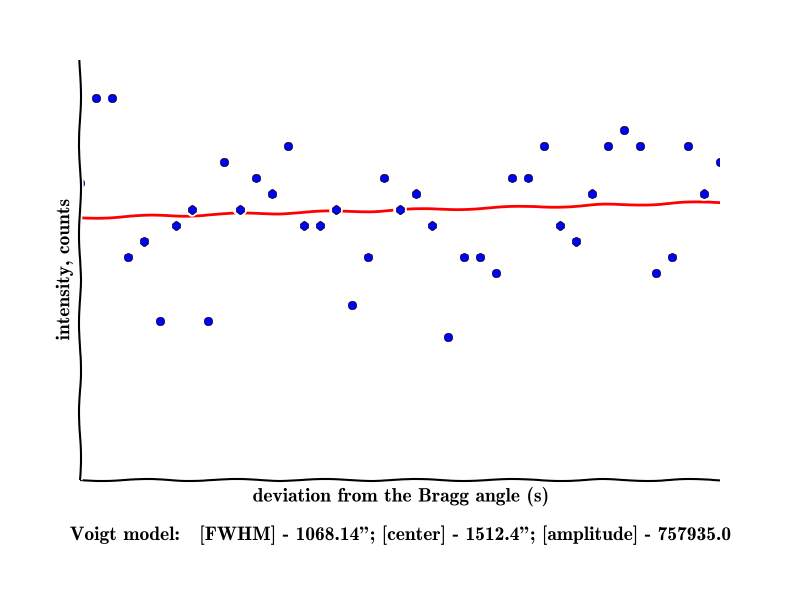 intensity, counts
deviation from the Bragg angle (s)
Voigt model: [FWHM] - 1068.14”; [center] - 1512.4”; [amplitude] - 757935.0